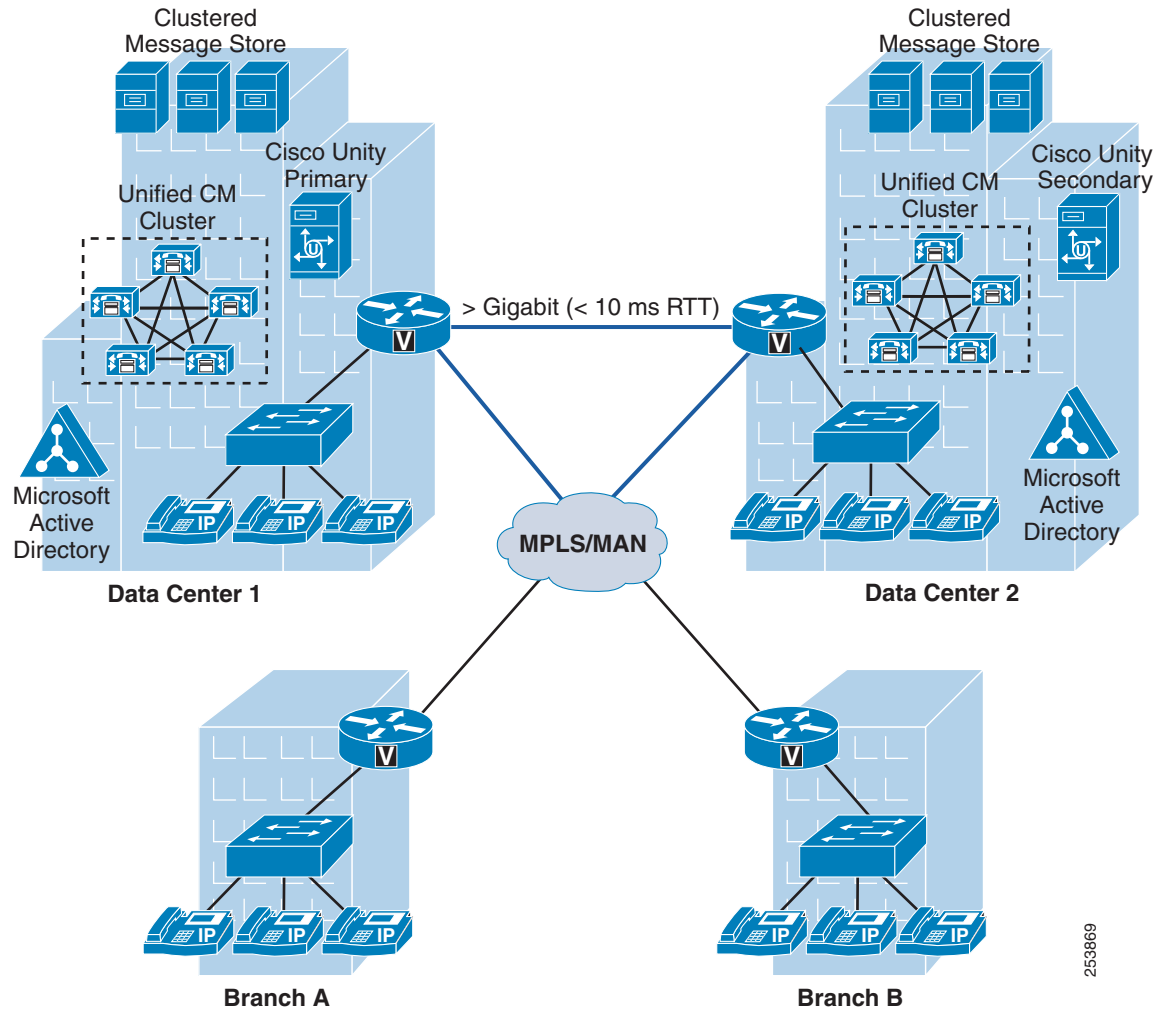 Clustered
Message Store
Clustered
Message Store
Cisco Unity
Primary
Unified CM
Cluster
U
Cisco Unity
Secondary
Unified CM
Cluster
U
> Gigabit (< 10 ms RTT)
V
V
Microsoft
Active
Directory
IP
IP
IP
Data Center 1
MPLS/MAN
IP
IP
IP
Microsoft
Active
Directory
Data Center 2
V
V
IP
IP
IP
Branch A
IP
IP
IP
Branch B
253869